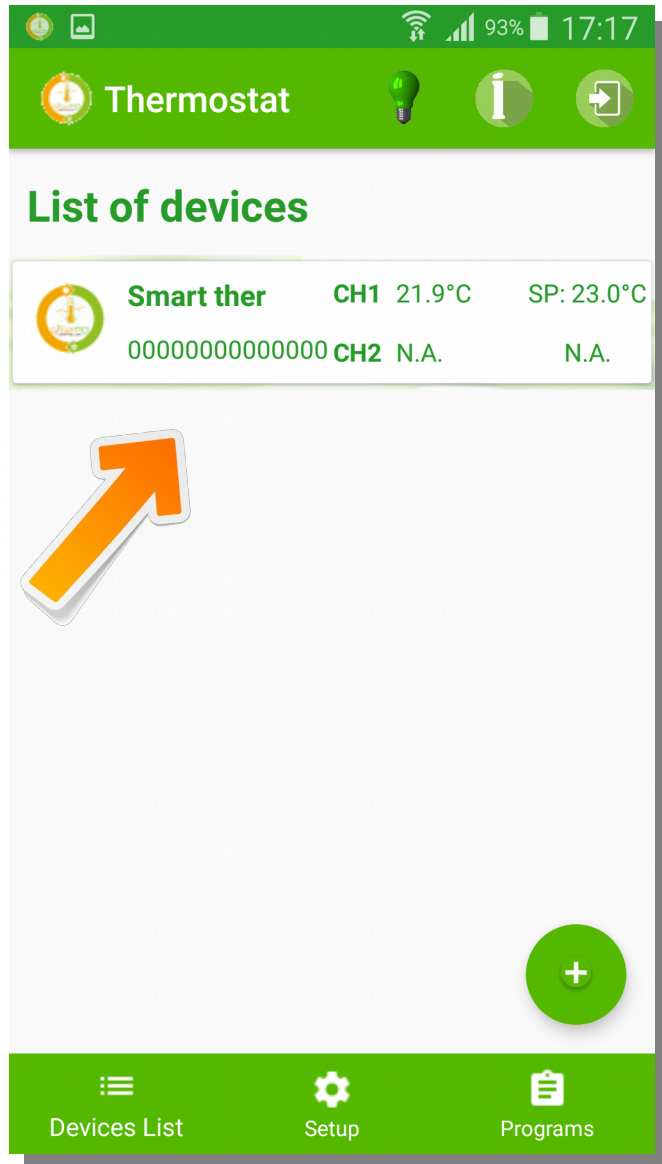 93% 17:17
Thermostat
List of devices
Smart ther CH1 21.9°C SP: 23.0°C
00000000000000 CH2 N.A. N.A.
Devices List Setup Programs